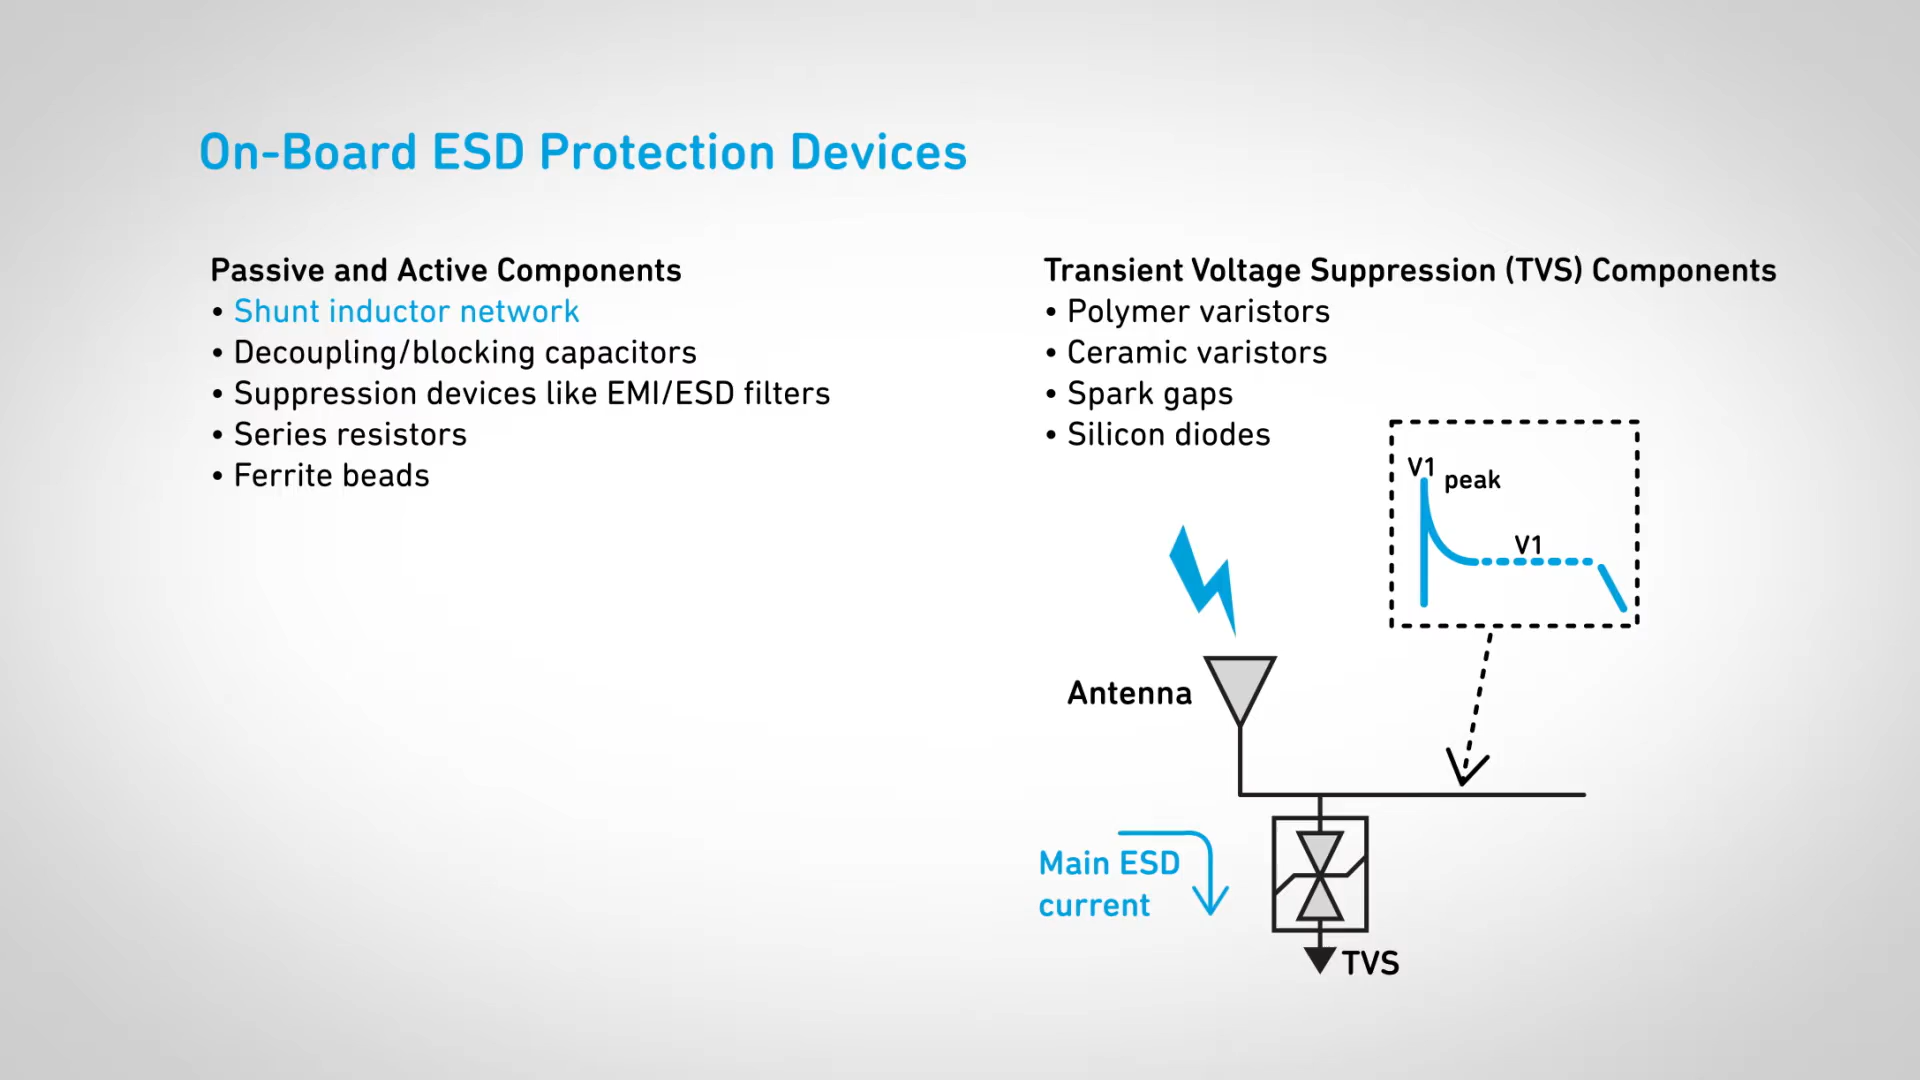 On-Board ESD Protection Devices
Passive and Active Components
• Shunt inductor network
• Decoupling/blocking capacitors
• Suppression devices like EMI/ESD filters
• Series resistors
• Ferrite beads
Transient Voltage Suppression (TVS) Components
• Polymer varistors
• Ceramic varistors
• Spark gaps
• Silicon diodes
V1 peak
V1
Antenna
Main ESD
current
TVS